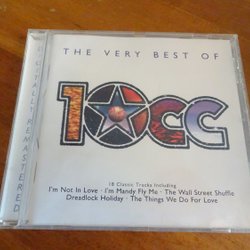 THE VERY BEST OF
10CC
18 Classic Tracks Including
I'm Not In Love · I'm Mandy Fly Me · The Wall Street Shuffle
Dreadlock Holiday · The Things We Do For Love
DIGITALLY REMASTERED